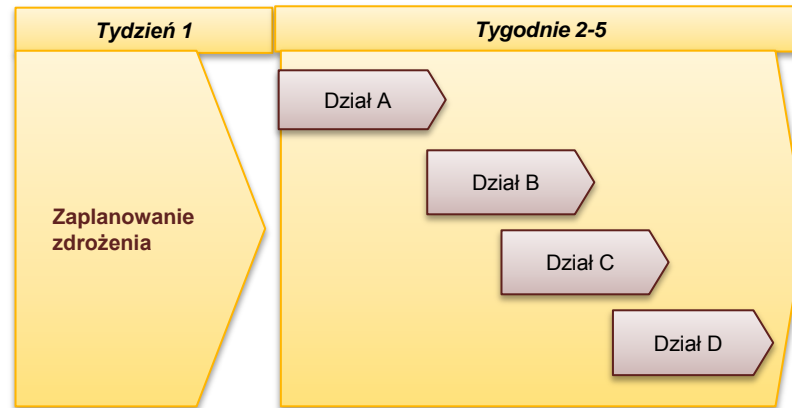 Tydzień 1
Tygodnie 2-5
Dział A
Dział B
Zaplanowanie
zdrożenia
Dział C
Dział D